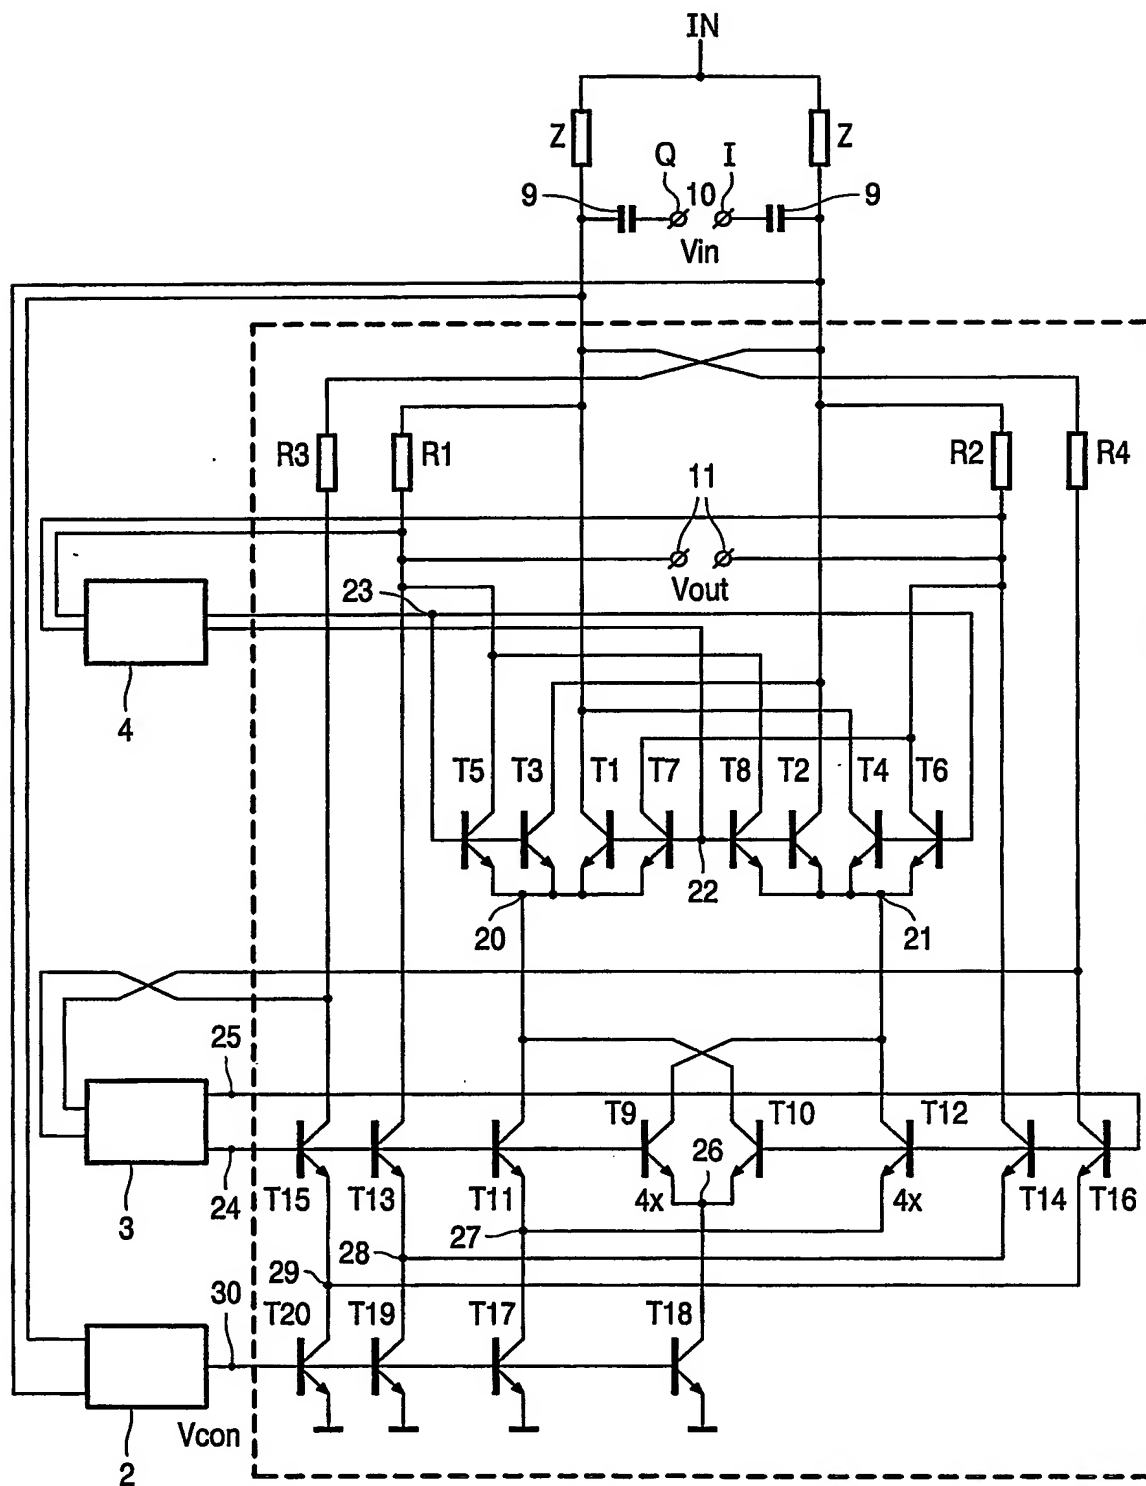 IN
Z Z
Q 10 I
9 9
Vin
R3 R1 R2 R4
11
Vout
23
4
T5 T3 T1 T7 T8 T2 T4 T6
22
20 21
25
T9 T10 T12
26
24 T15 T13 T11 4x 4x T14 T16
3
27
28
29
30 T20 T19 T17 T18
Vcon
2